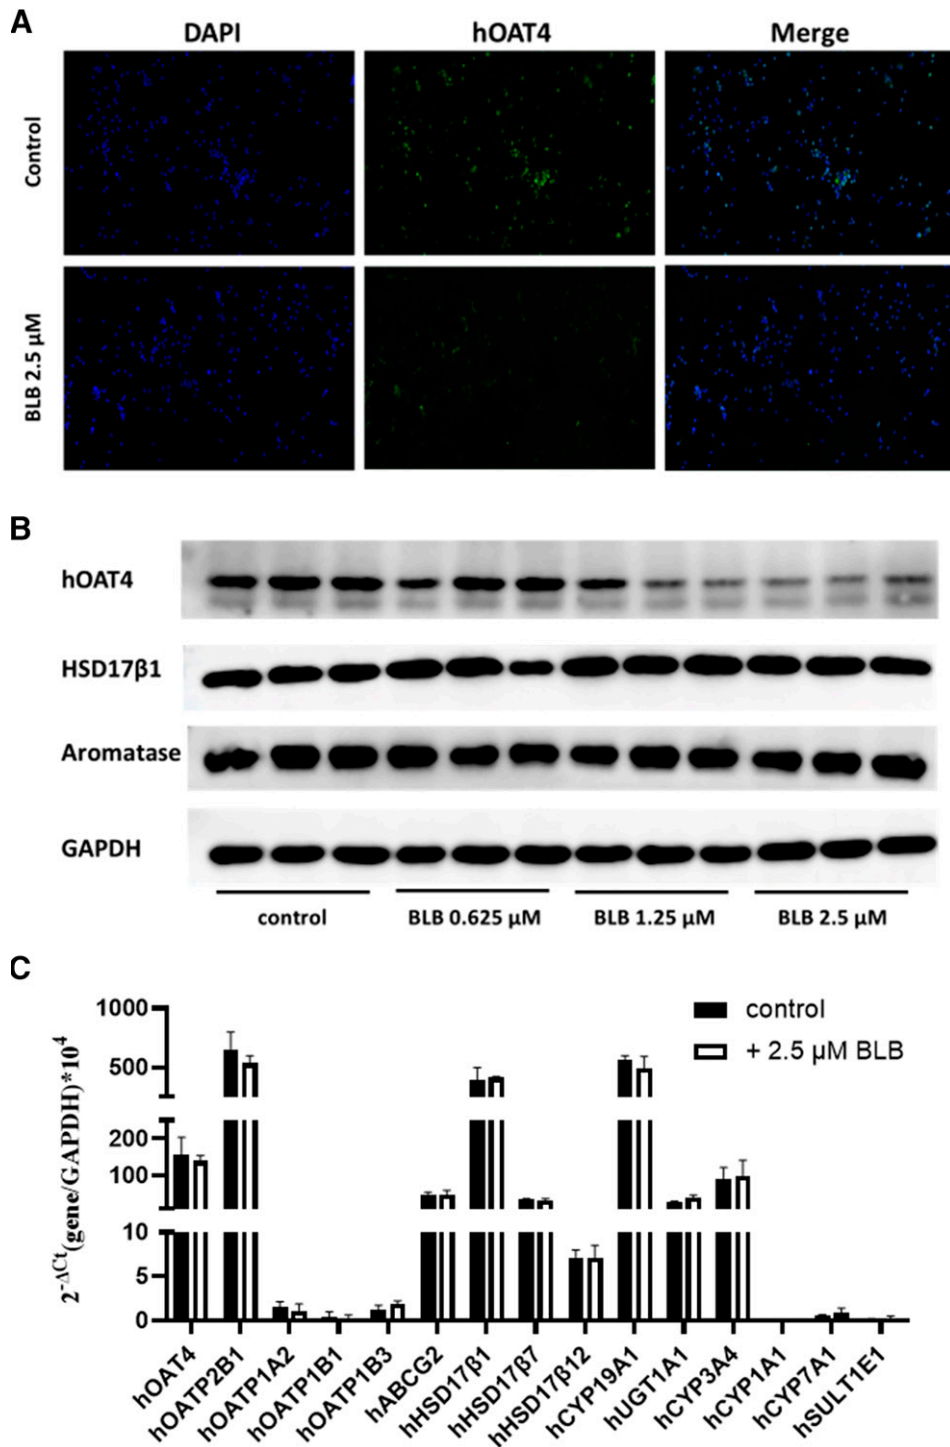 A
DAPI hOAT4 Merge
Control
BLB 2.5 μM
B
hOAT4
HSD17β1
Aromatase
GAPDH
control BLB 0.625 μM BLB 1.25 μM BLB 2.5 μM
C
2^-ΔCt(gene/GAPDH)*10^4
1000
500
200
100
10
5
0
control
+ 2.5 μM BLB
hOAT4 hOATP2B1 hOATP1A2 hOATP1B1 hOATP1B3 hABCG2 hHSD17β1 hHSD17β7 hHSD17β12 hCYP19A1 hUGT1A1 hCYP3A4 hCYP1A1 hCYP7A1 hSULT1E1